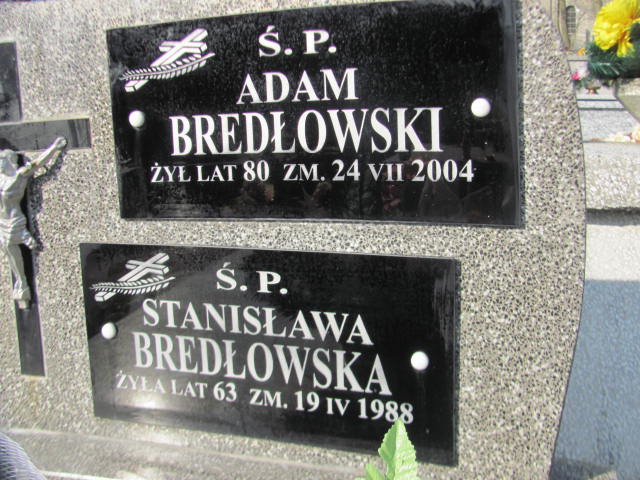 Ś. P.
ADAM
BREDŁOWSKI
ŻYŁ LAT 80 ZM. 24 VII 2004
Ś. P.
STANISŁAWA
BREDŁOWSKA
ŻYŁA LAT 63 ZM. 19 IV 1988